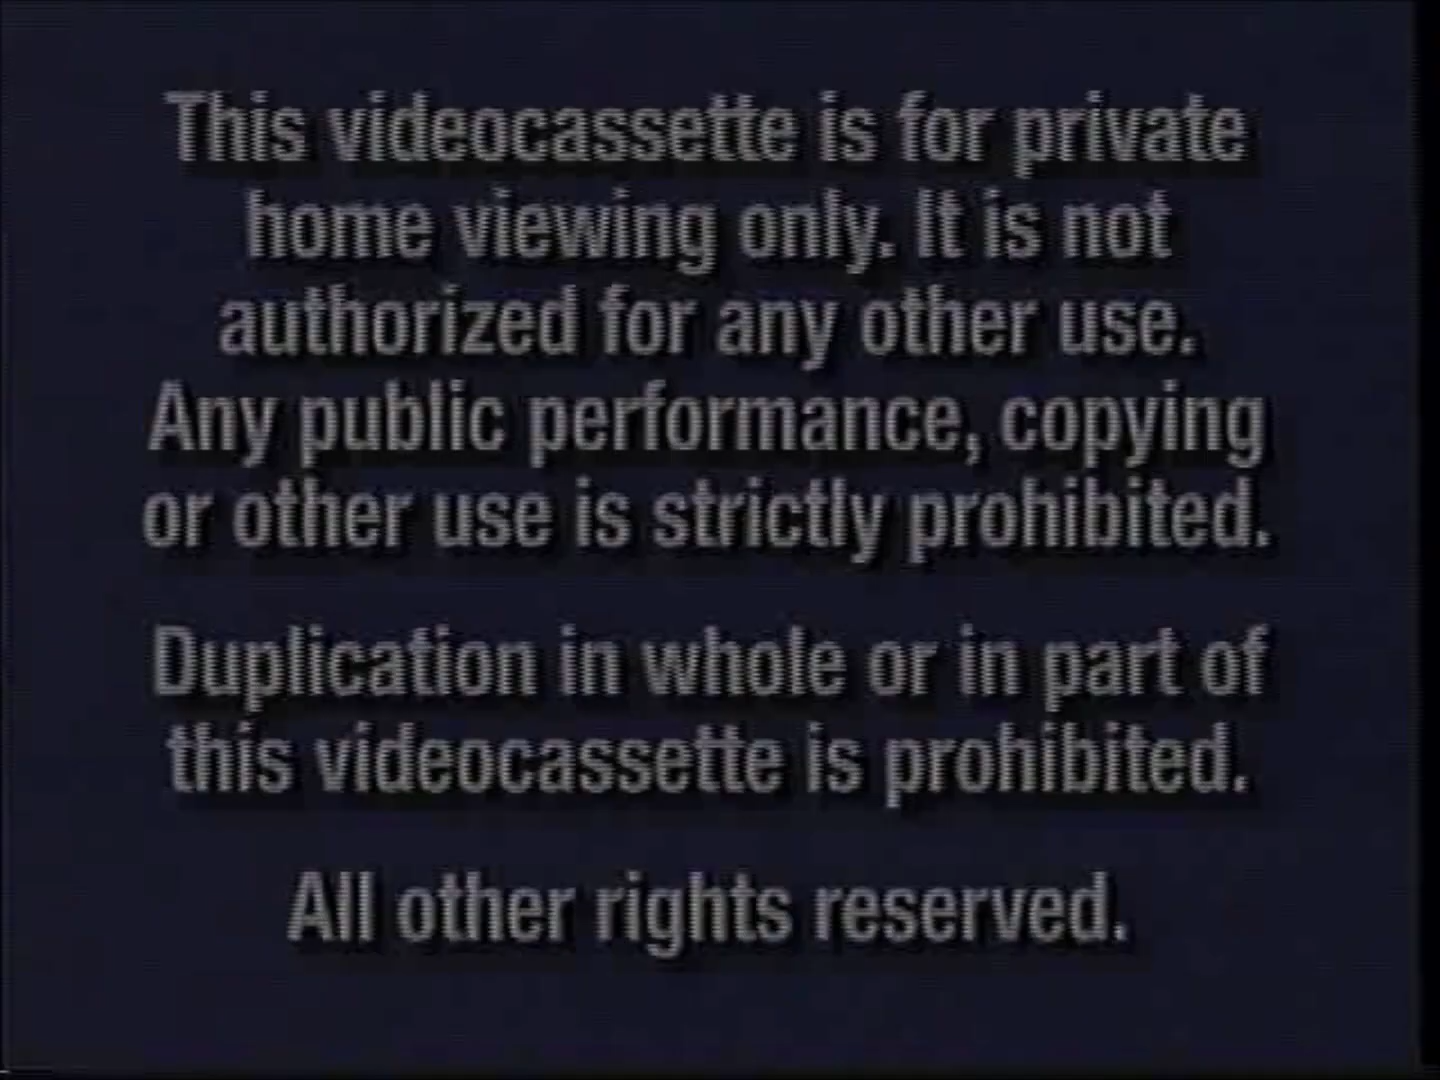 This videocassette is for private
home viewing only. It is not
authorized for any other use.
Any public performance, copying
or other use is strictly prohibited.
Duplication in whole or in part of
this videocassette is prohibited.
All other rights reserved.